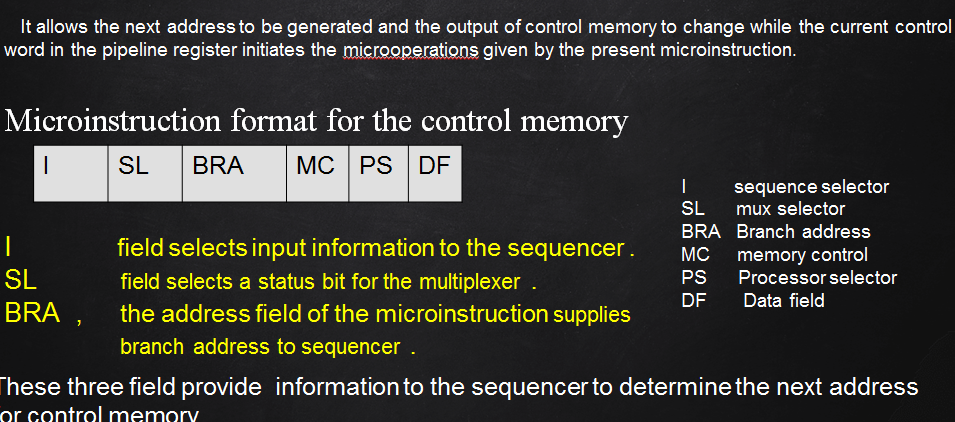 It allows the next address to be generated and the output of control memory to change while the current control
word in the pipeline register initiates the microoperations given by the present microinstruction.
Microinstruction format for the control memory
I SL BRA MC PS DF
I sequence selector
SL mux selector
BRA Branch address
MC memory control
PS Processor selector
DF Data field
I field selects input information to the sequencer .
SL field selects a status bit for the multiplexer .
BRA , the address field of the microinstruction supplies
branch address to sequencer .
These three field provide information to the sequencer to determine the next address
or control memory